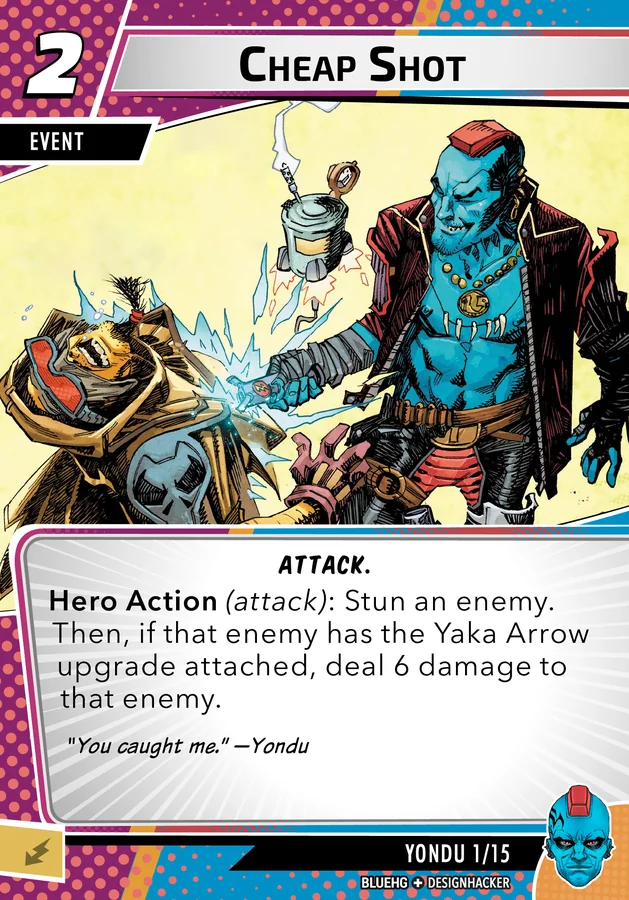 2
CHEAP SHOT
EVENT
ATTACK.
Hero Action (attack): Stun an enemy.
Then, if that enemy has the Yaka Arrow
upgrade attached, deal 6 damage to
that enemy.
"You caught me." —Yondu
YONDU 1/15
BLUEHG + DESIGNHACKER